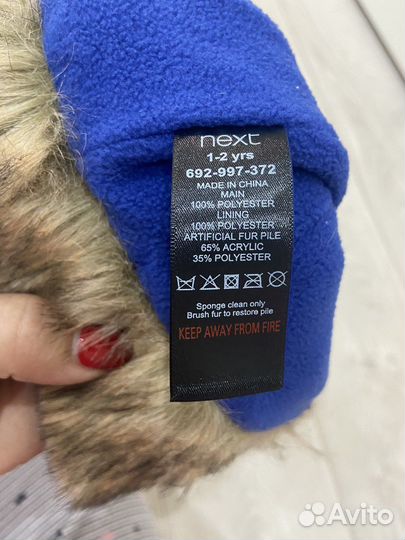 next
1-2 yrs
692-997-372
MADE IN CHINA
MAIN
100% POLYESTER
LINING
100% POLYESTER
ARTIFICIAL FUR PILE
65% ACRYLIC
35% POLYESTER
Sponge clean only
Brush fur to restore pile
KEEP AWAY FROM FIRE
Avito